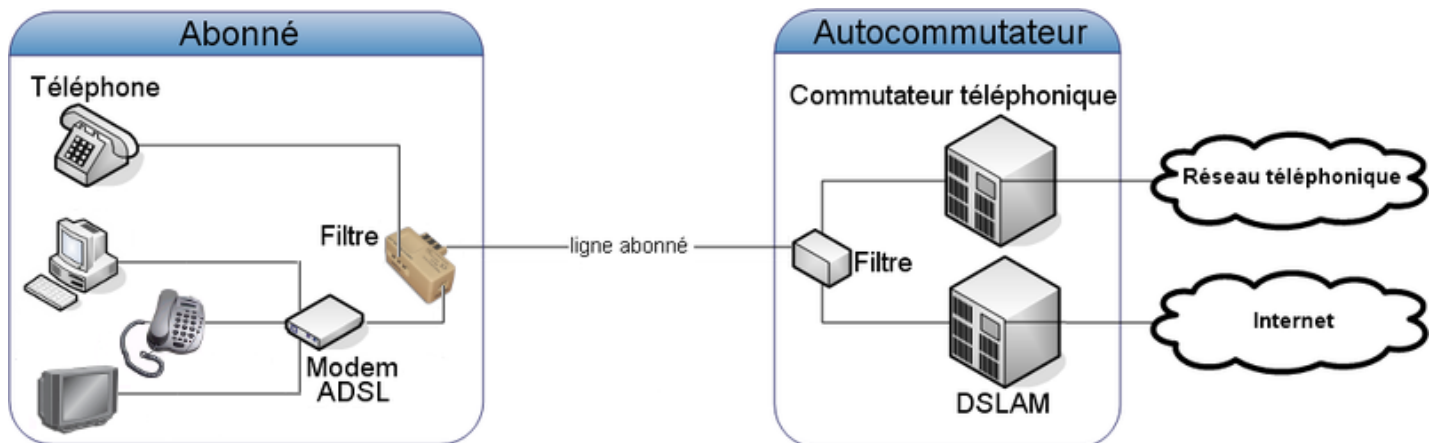 Abonné
Autocommutateur
Téléphone
Commutateur téléphonique
Réseau téléphonique
Filtre
ligne abonné
Filtre
Internet
Modem
ADSL
DSLAM